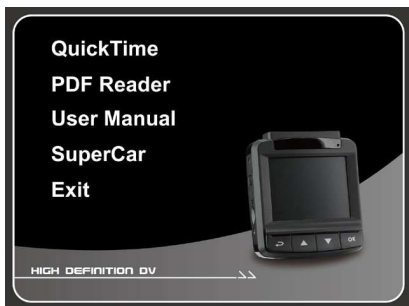 QuickTime
PDF Reader
User Manual
SuperCar
Exit
OK
HIGH DEFINITION DV